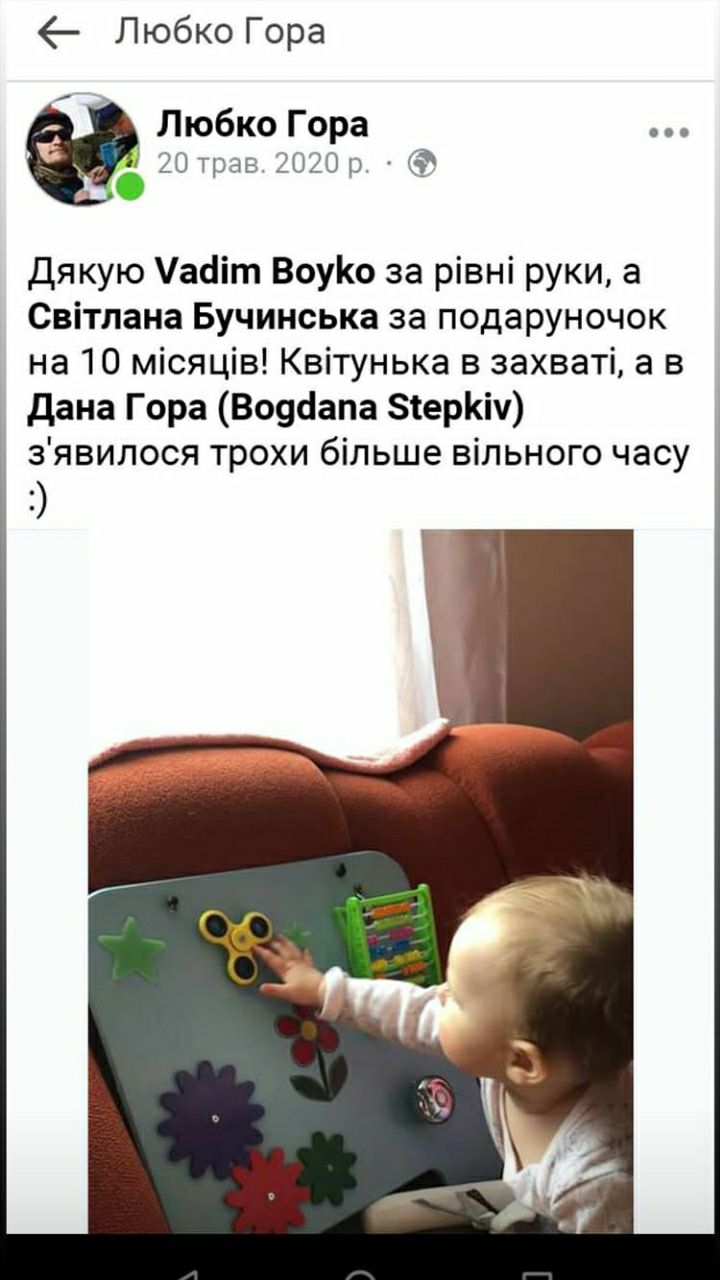 Любко Гора
Любко Гора
20 трав. 2020 р. ·
Дякую Vadim Boyko за рівні руки, а
Світлана Бучинська за подаруночок
на 10 місяців! Квітунька в захваті, а в
Дана Гора (Bogdana Stepkiv)
з'явилося трохи більше вільного часу
:)